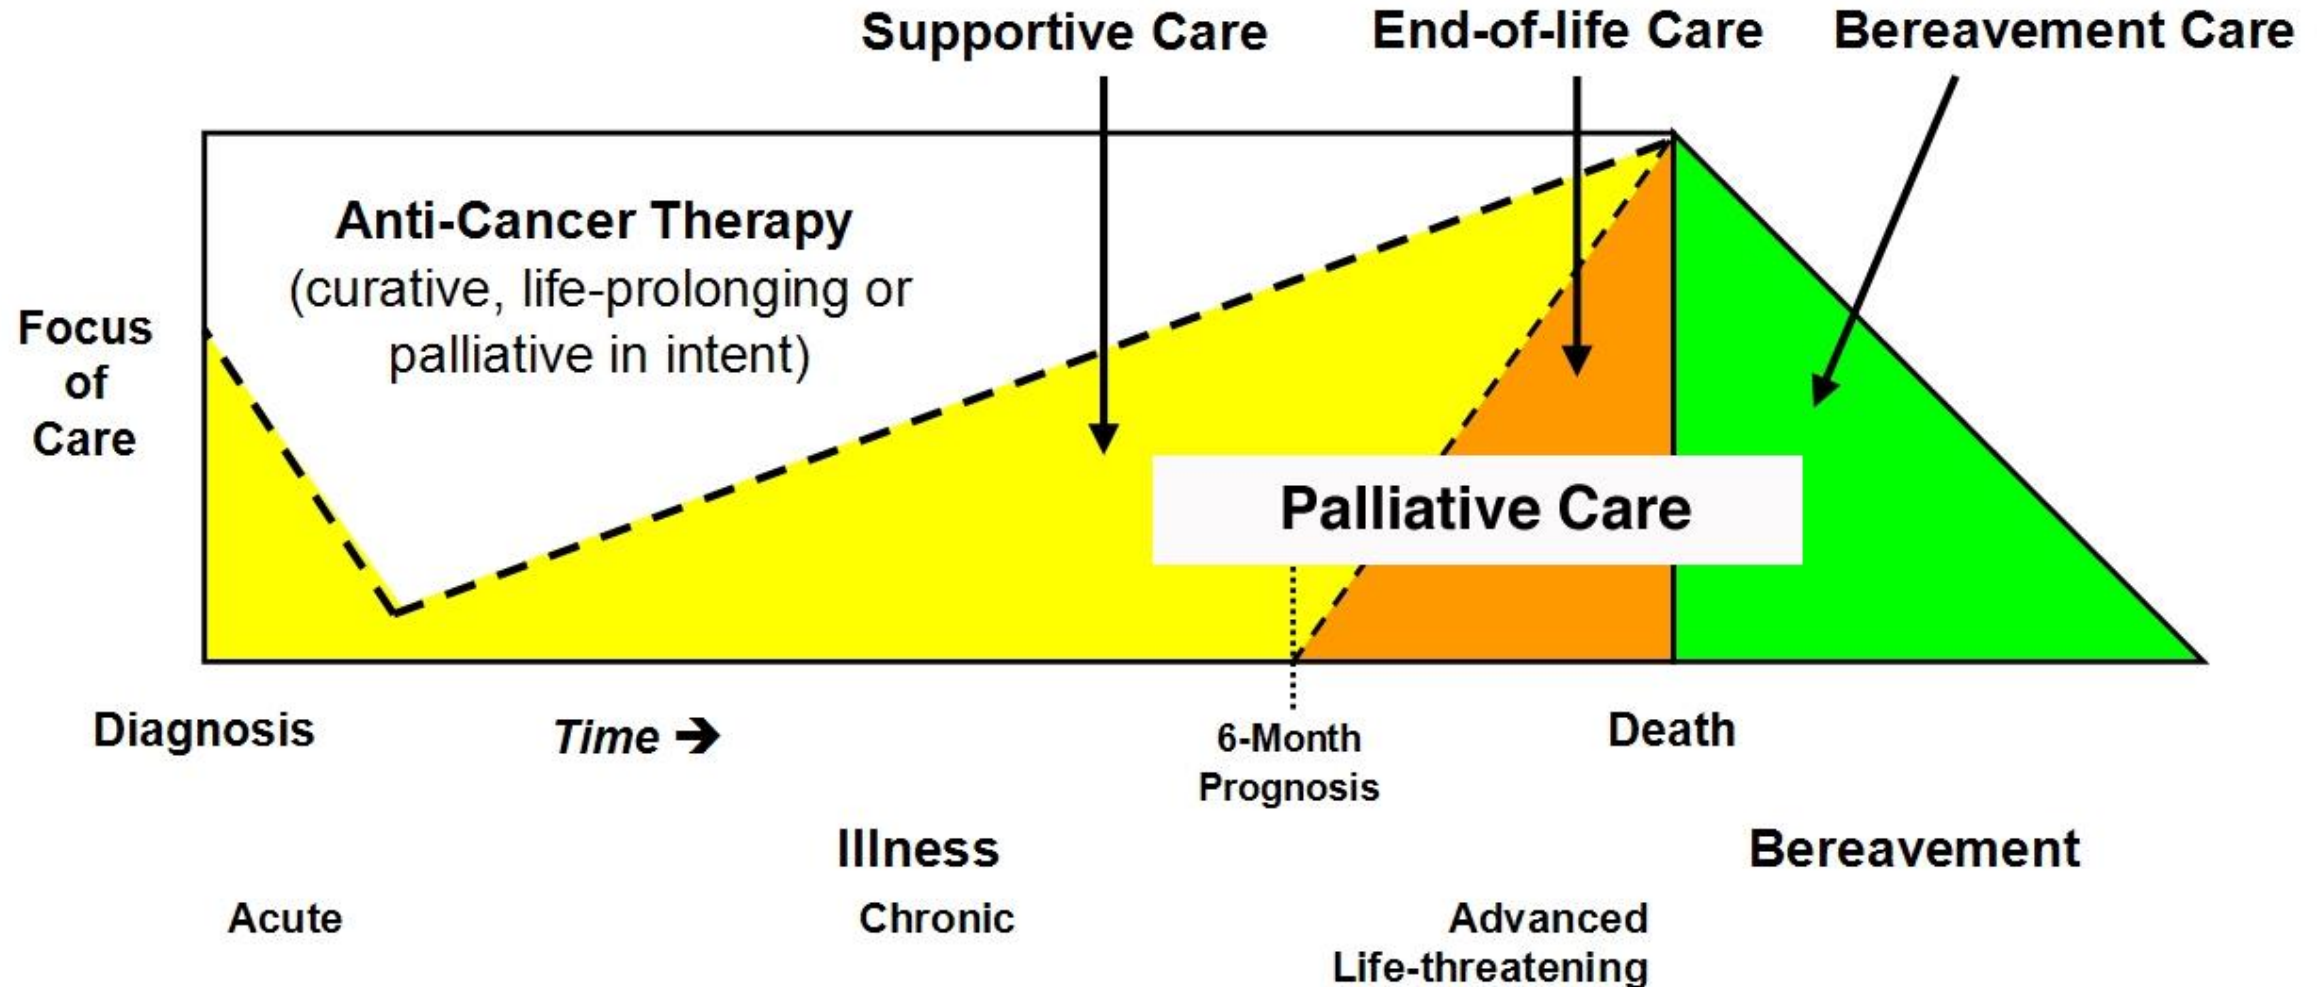 Supportive Care
End-of-life Care
Bereavement Care
Anti-Cancer Therapy
(curative, life-prolonging or
palliative in intent)
Focus
of
Care
Palliative Care
Diagnosis
Time ➔
6-Month
Prognosis
Death
Illness
Bereavement
Acute
Chronic
Advanced
Life-threatening